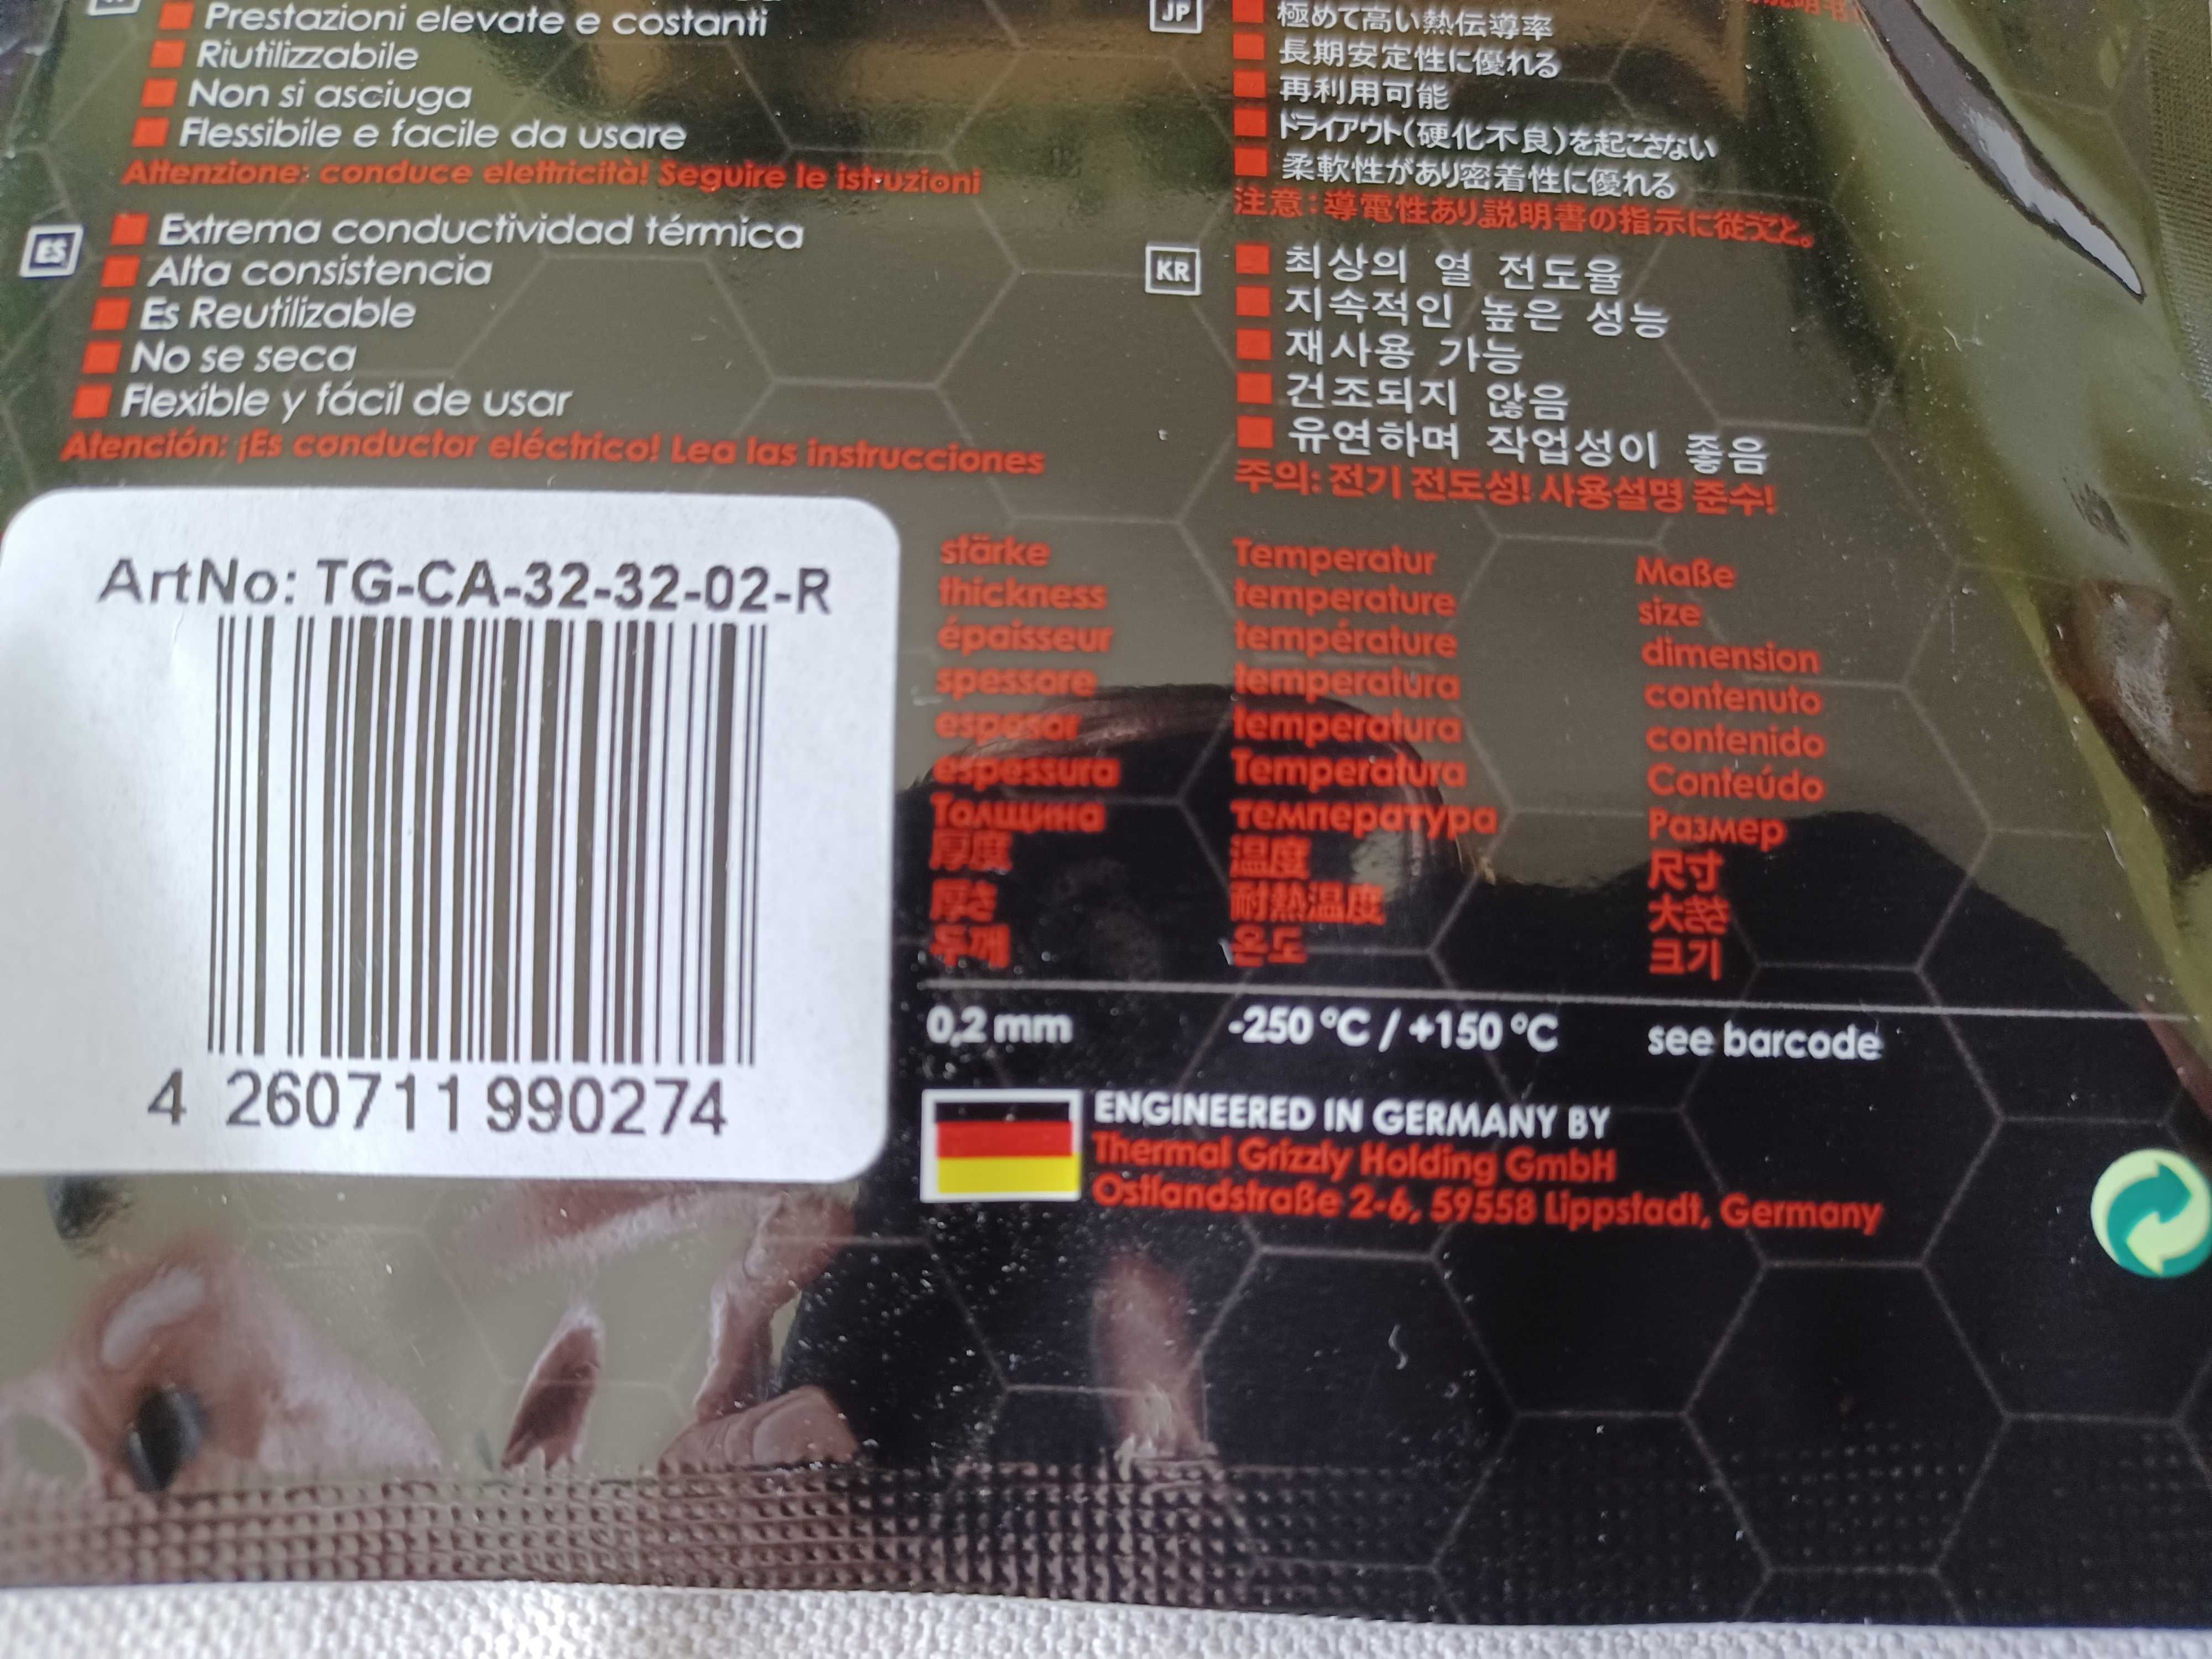 Prestazioni elevate e costanti
Riutilizzabile
Non si asciuga
Flessibile e facile da usare
Attenzione: conduce elettricità! Seguire le istruzioni
ES
Extrema conductividad térmica
Alta consistencia
Es Reutilizable
No se seca
Flexible y fácil de usar
Atención: ¡Es conductor eléctrico! Lea las instrucciones
JP
極めて高い熱伝導率
長期安定性に優れる
再利用可能
ドライアウト(硬化不良)を起こさない
柔軟性があり密着性に優れる
注意:導電性あり。説明書の指示に従うこと。
KR
최상의 열 전도율
지속적인 높은 성능
재사용 가능
건조되지 않음
유연하며 작업성이 좋음
주의: 전기 전도성! 사용설명 준수!
ArtNo: TG-CA-32-32-02-R
4 260711 990274
stärke
thickness
épaisseur
spessore
espesor
espessura
Толщина
厚度
厚さ
두께
0,2 mm
Temperatur
temperature
température
temperatura
temperatura
Temperatura
температура
温度
耐熱温度
온도
-250 °C / +150 °C
Maße
size
dimension
contenuto
contenido
Conteúdo
Размер
尺寸
大きさ
크기
see barcode
ENGINEERED IN GERMANY BY
Thermal Grizzly Holding GmbH
Ostlandstraße 2-6, 59558 Lippstadt, Germany